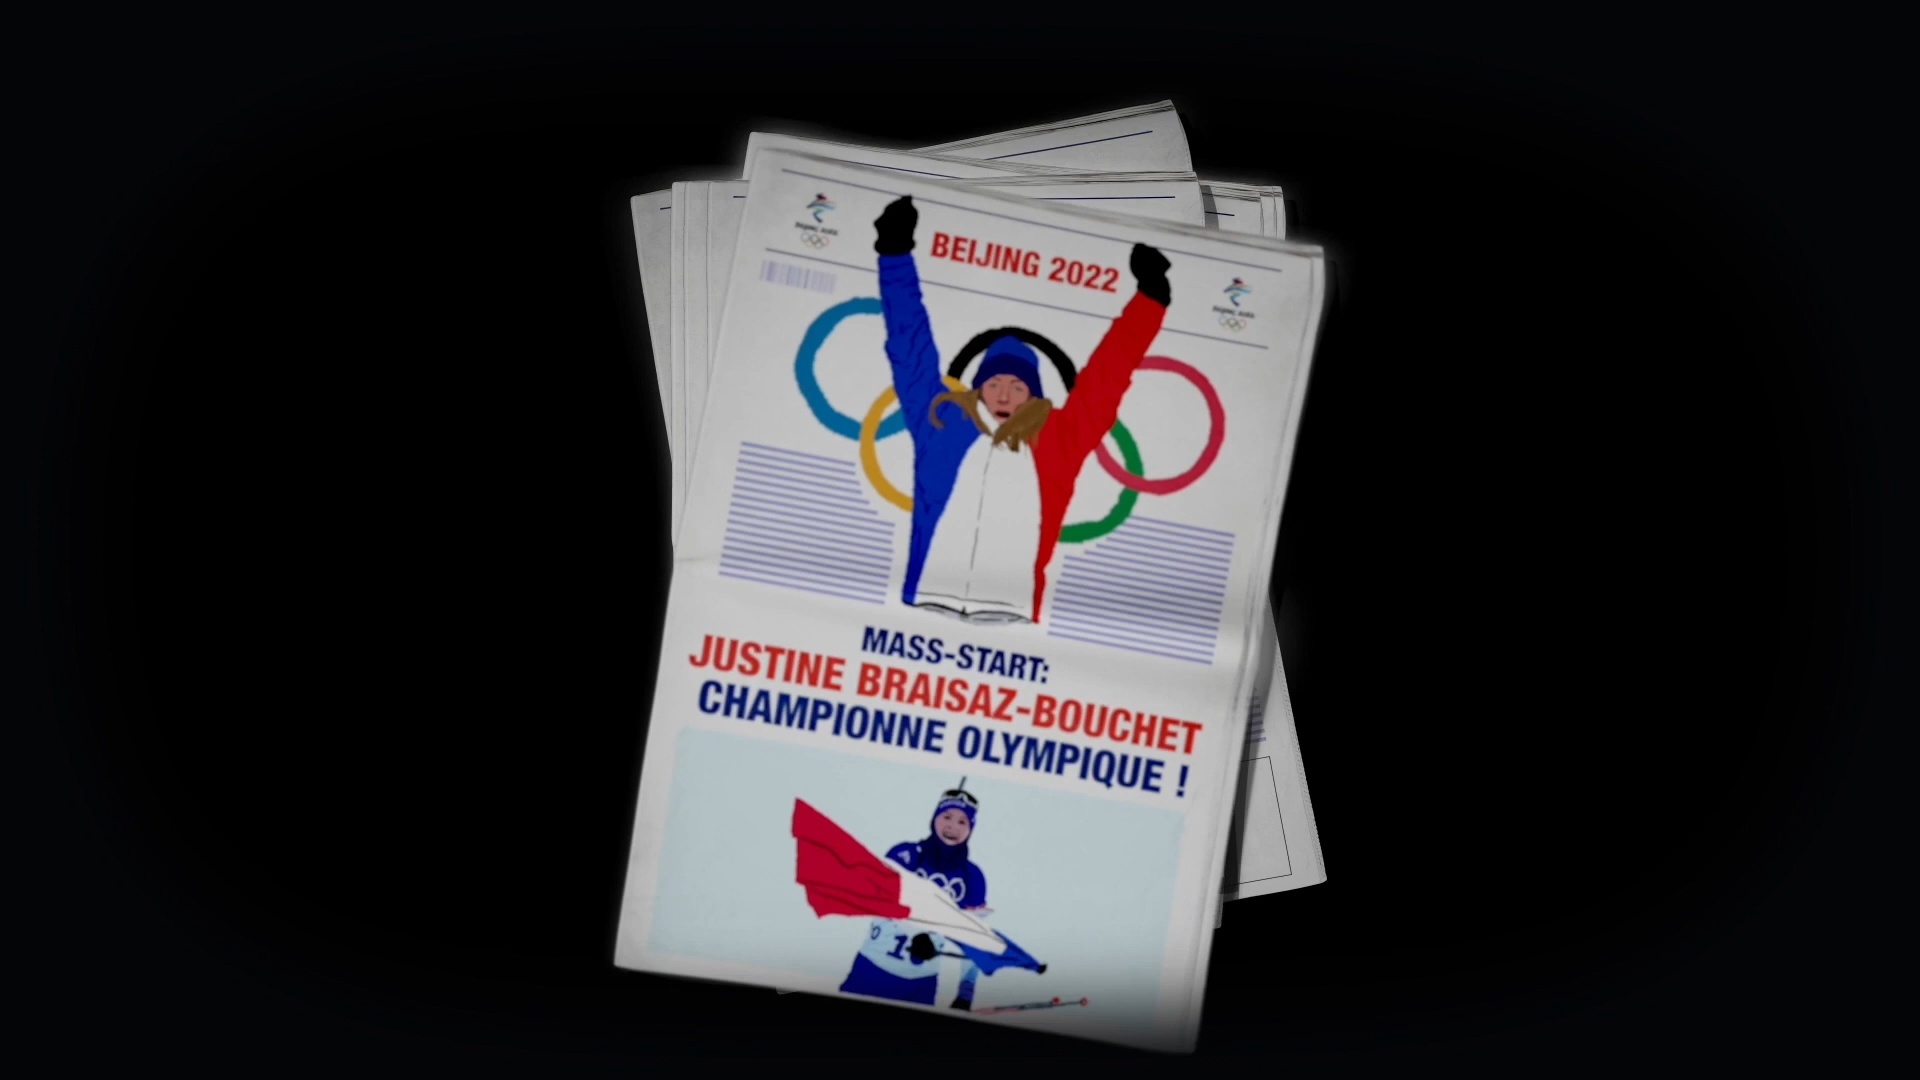 BEIJING 2022
MASS-START:
JUSTINE BRAISAZ-BOUCHET
CHAMPIONNE OLYMPIQUE !